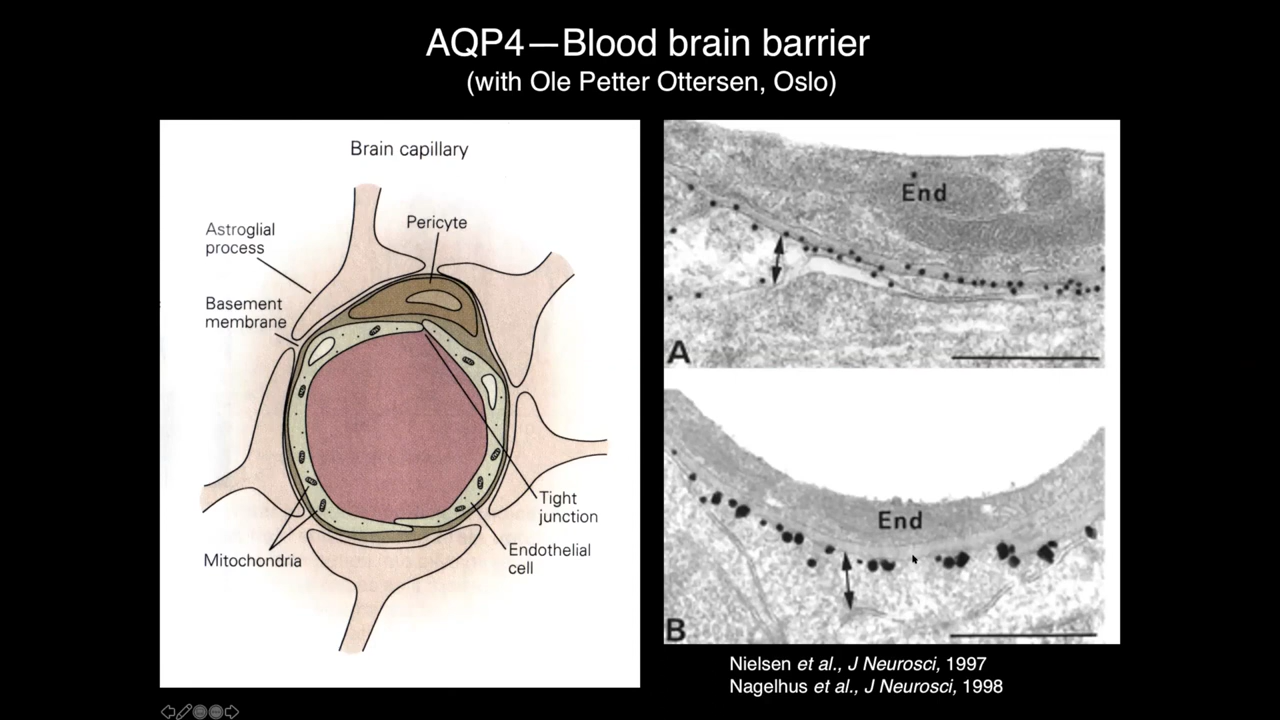 AQP4—Blood brain barrier
(with Ole Petter Ottersen, Oslo)
Brain capillary
Astroglial
process
Pericyte
Basement
membrane
Tight
junction
Mitochondria
Endothelial
cell
End
A
End
B
Nielsen et al., J Neurosci, 1997
Nagelhus et al., J Neurosci, 1998